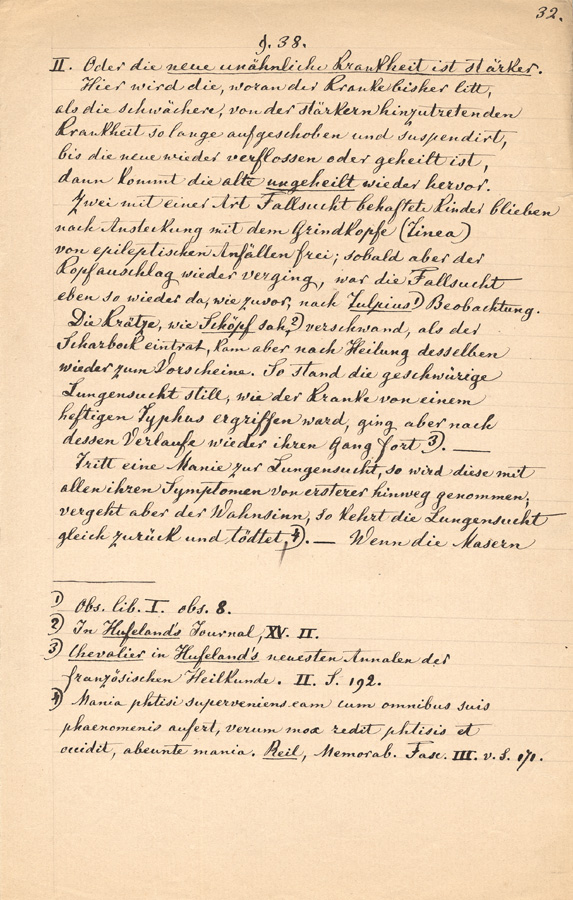 32.
§. 38.
II. Oder die neue unähnliche Krankheit ist stärker.
Hier wird die, woran der Kranke bisher litt,
als die schwächere, von der stärkern hinzutretenden
Krankheit so lange aufgeschoben und suspendirt,
bis die neue wieder verflossen oder geheilt ist,
dann kommt die alte ungeheilt wieder hervor.
Zwei mit einer Art Fallsucht behaftete Kinder blieben
nach Ansteckung mit dem Grindkopfe (Tinea)
von epileptischen Anfällen frei; sobald aber der
Kopfauschlag wieder verging, war die Fallsucht
eben so wieder da, wie zuvor, nach Tulpius 1) Beobachtung.
Die Krätze, wie Schöpf sah, 2) verschwand, als der
Scharbock eintrat, kam aber nach Heilung desselben
wieder zum Vorscheine. So stand die geschwürige
Lungensucht still, wie der Kranke von einem
heftigen Typhus ergriffen ward, ging aber nach
dessen Verlaufe wieder ihren Gang fort 3). —
Tritt eine Manie zur Lungensucht, so wird diese mit
allen ihren Symptomen von ersterer hinweg genommen;
vergeht aber der Wahnsinn, so kehrt die Lungensucht
gleich zurück und tödtet, 4). — Wenn die Masern
1) Obs. lib. I. obs. 8.
2) In Hufeland's Journal, XV. II.
3) Chevalier in Hufeland's neuesten Annalen der
französischen Heilkunde. II. S. 192.
4) Mania phtisi superveniens eam cum omnibus suis
phaenomenis aufert, verum mox redit phtisis et
occidit, abeunte mania. Reil, Memorab. Fasc. III. v. S. 171.